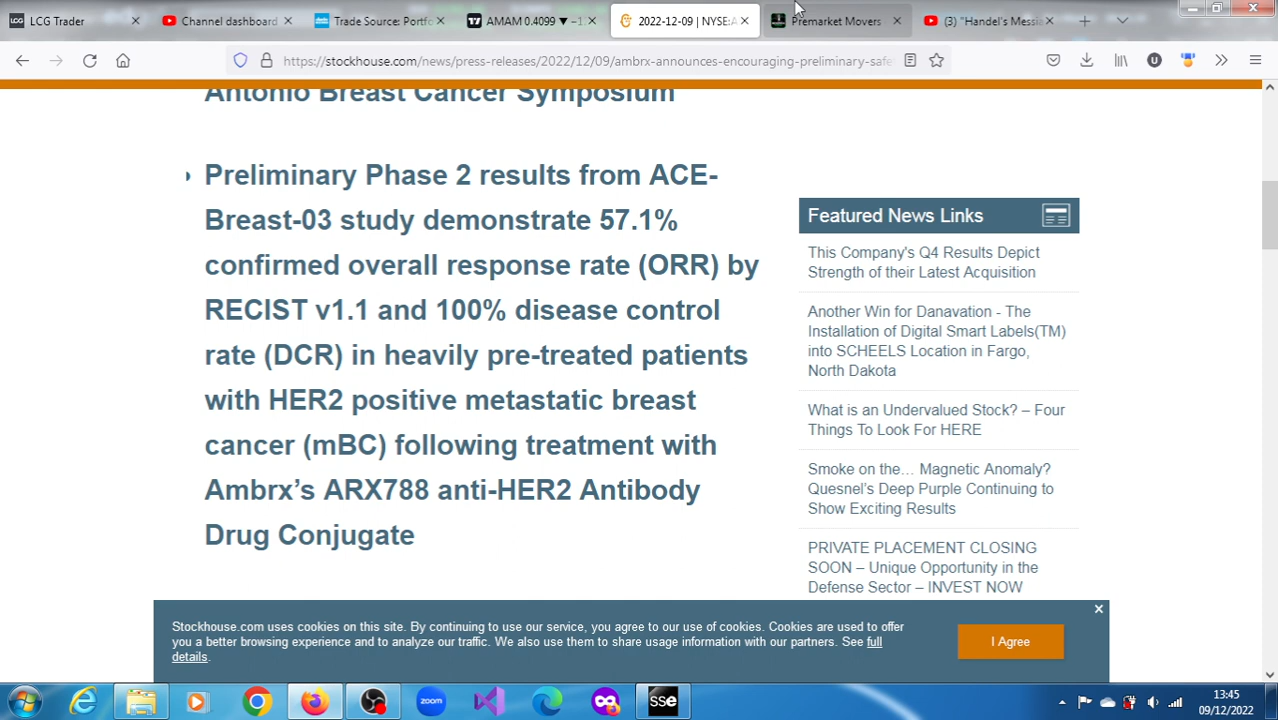 LCG Trader
Channel dashboard
Trade Source: Portfo
AMAM 0.4099 ▼ −1.
2022-12-09 | NYSE:A
Premarket Movers
(3) "Handel's Messia
https://stockhouse.com/news/press-releases/2022/12/09/ambrx-announces-encouraging-preliminary-safe
Antonio Breast Cancer Symposium
Preliminary Phase 2 results from ACE-
Breast-03 study demonstrate 57.1%
confirmed overall response rate (ORR) by
RECIST v1.1 and 100% disease control
rate (DCR) in heavily pre-treated patients
with HER2 positive metastatic breast
cancer (mBC) following treatment with
Ambrx’s ARX788 anti-HER2 Antibody
Drug Conjugate
Featured News Links
This Company's Q4 Results Depict
Strength of their Latest Acquisition
Another Win for Danavation - The
Installation of Digital Smart Labels(TM)
into SCHEELS Location in Fargo,
North Dakota
What is an Undervalued Stock? – Four
Things To Look For HERE
Smoke on the… Magnetic Anomaly?
Quesnel's Deep Purple Continuing to
Show Exciting Results
PRIVATE PLACEMENT CLOSING
SOON – Unique Opportunity in the
Defense Sector – INVEST NOW
Stockhouse.com uses cookies on this site. By continuing to use our service, you agree to our use of cookies. Cookies are used to offer
you a better browsing experience and to analyze our traffic. We also use them to share usage information with our partners. See full
details.
I Agree
zoom
SSE
13:45
09/12/2022